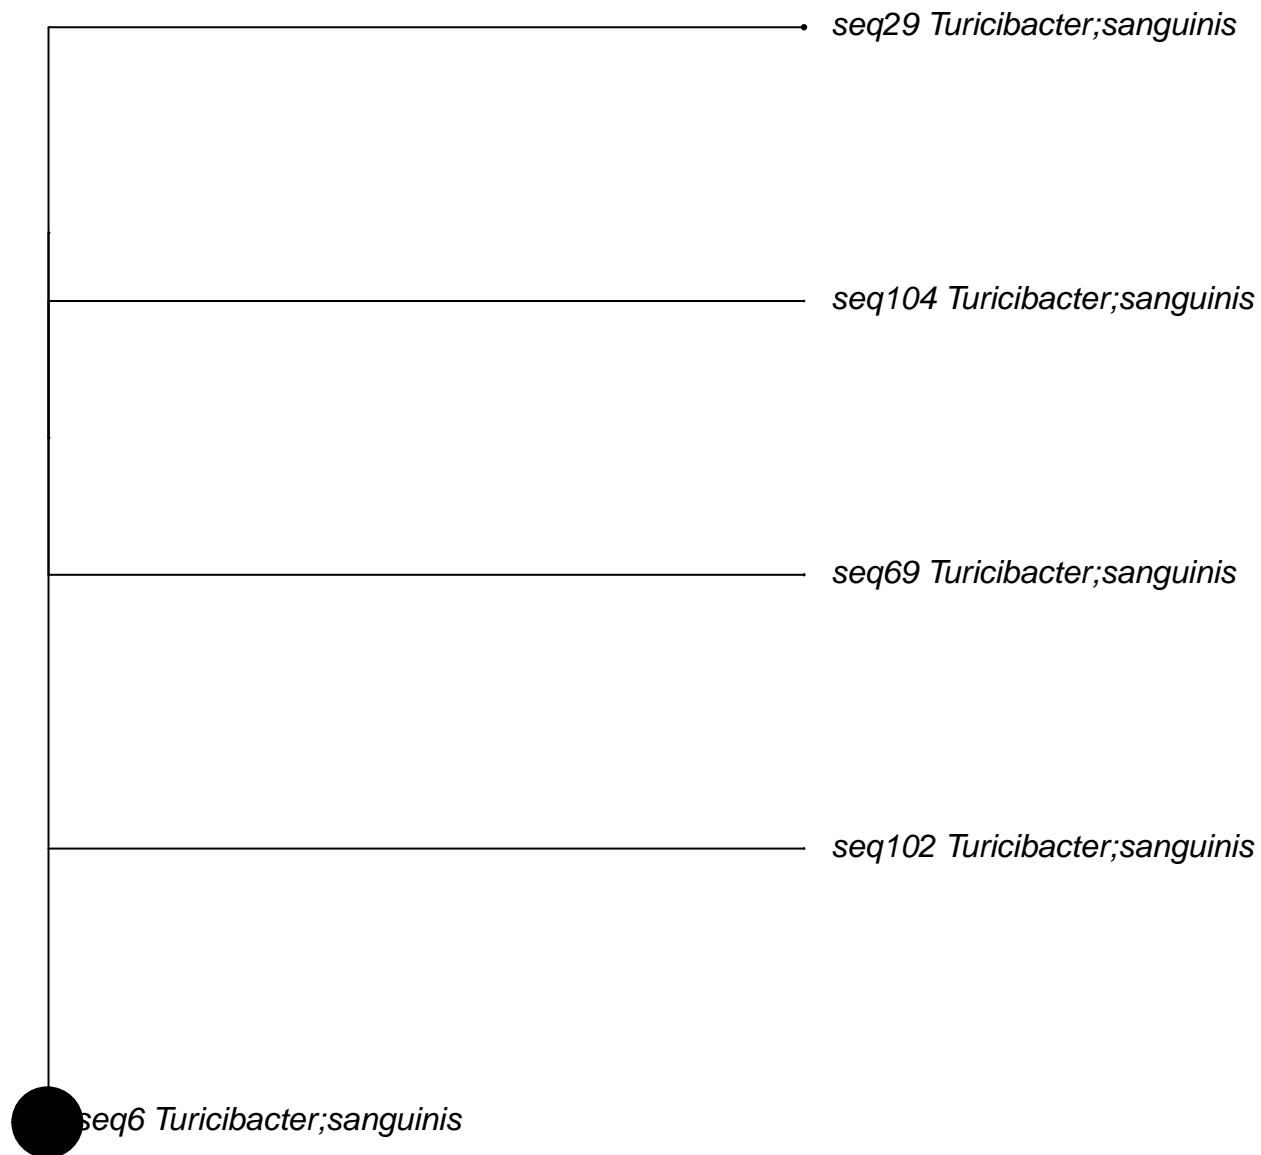 seq29 Turicibacter;sanguinis
seq104 Turicibacter;sanguinis
seq69 Turicibacter;sanguinis
seq102 Turicibacter;sanguinis
seq6 Turicibacter;sanguinis